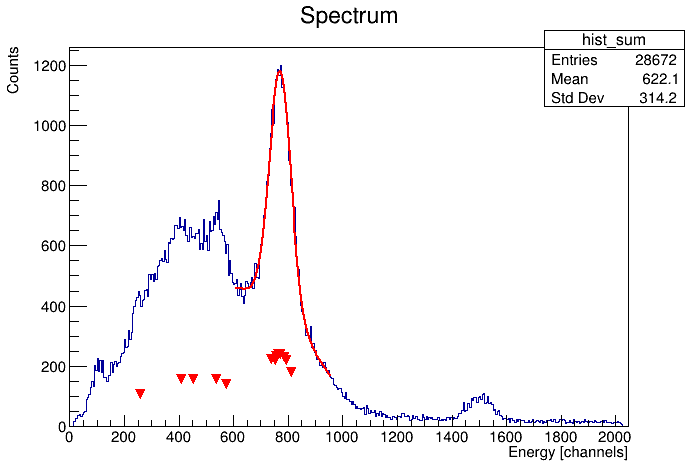 Spectrum
hist_sum
Entries 28672
Mean 622.1
Std Dev 314.2
Counts
1200
1000
800
600
400
200
0
0 200 400 600 800 1000 1200 1400 1600 1800 2000
Energy [channels]